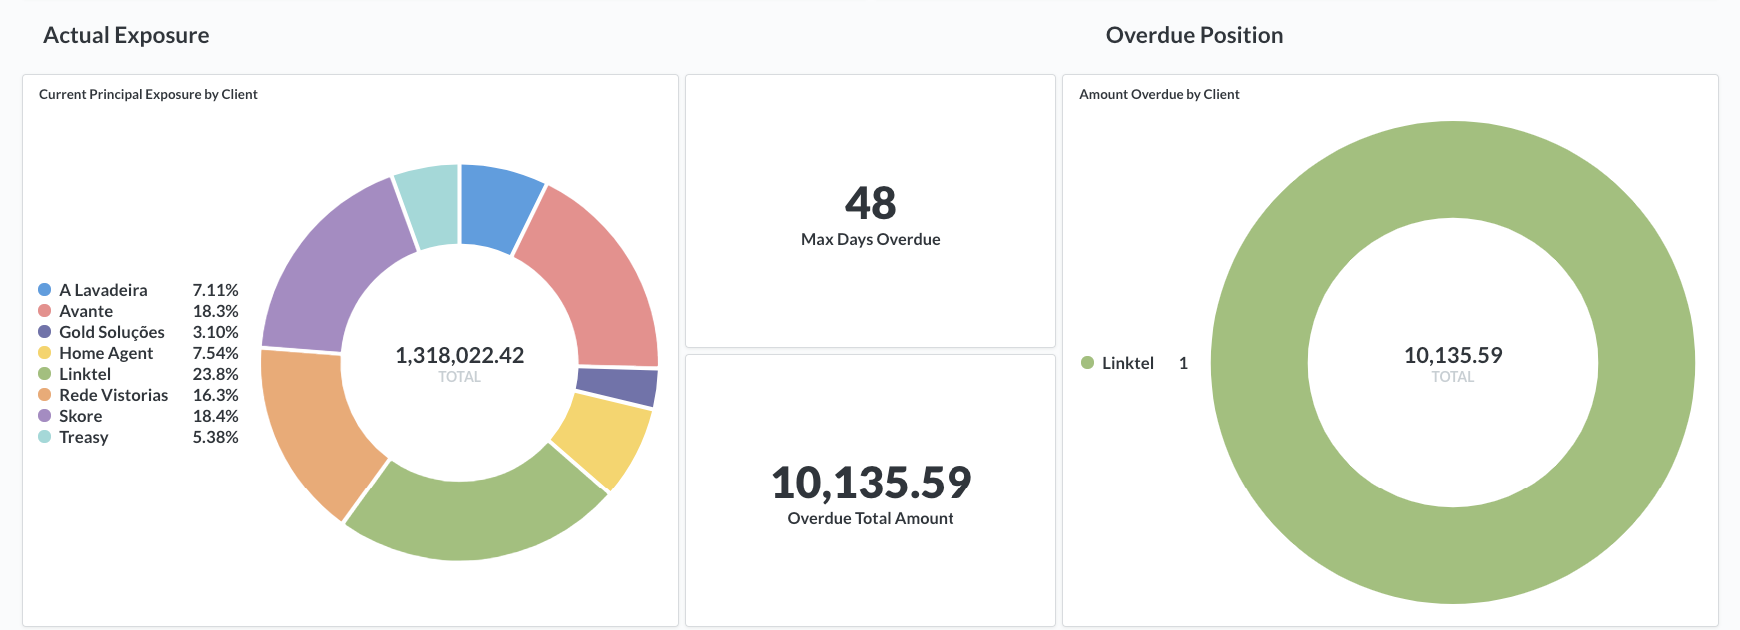 Actual Exposure
Overdue Position
Current Principal Exposure by Client
A Lavadeira 7.11%
Avante 18.3%
Gold Soluções 3.10%
Home Agent 7.54%
Linktel 23.8%
Rede Vistorias 16.3%
Skore 18.4%
Treasy 5.38%
1,318,022.42
TOTAL
48
Max Days Overdue
10,135.59
Overdue Total Amount
Amount Overdue by Client
Linktel 1
10,135.59
TOTAL